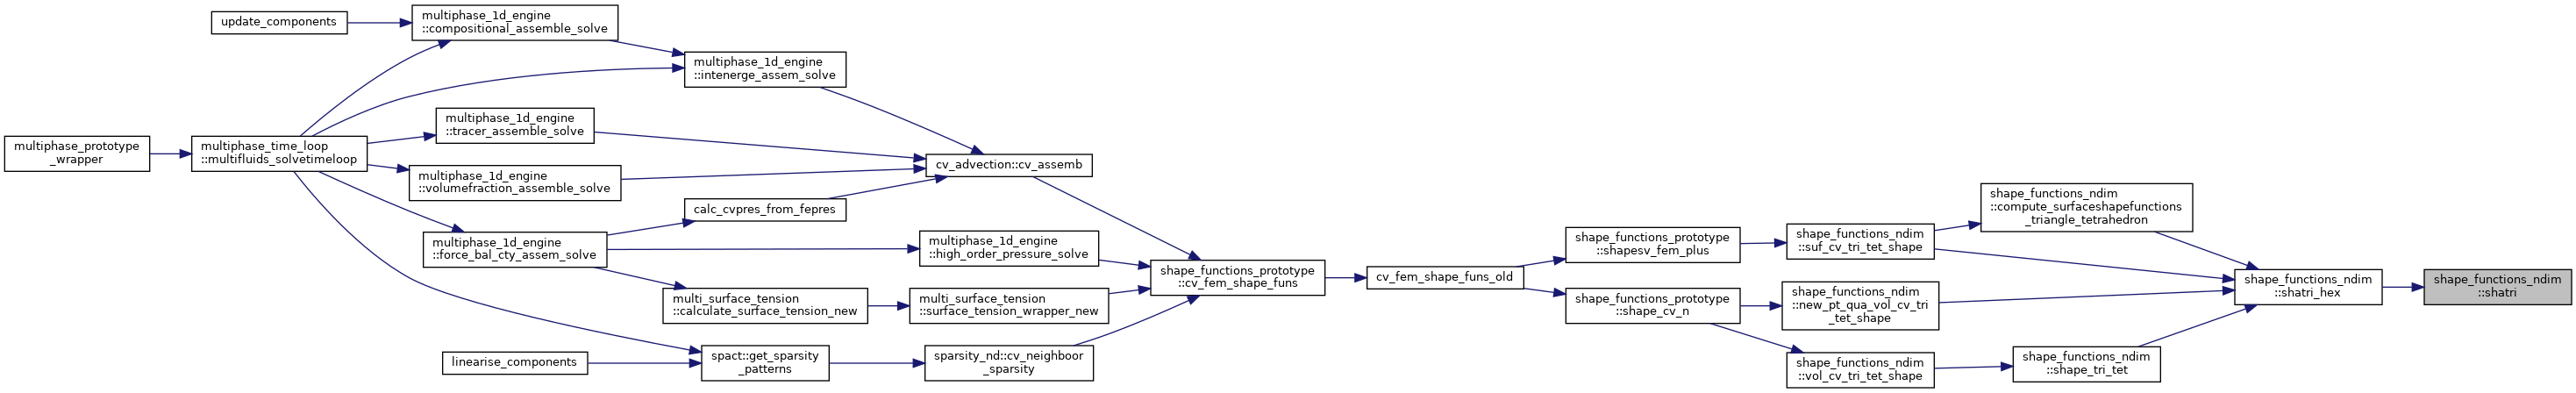 update_components
multiphase_1d_engine
::compositional_assemble_solve
multiphase_1d_engine
::intenerge_assem_solve
multiphase_1d_engine
::tracer_assemble_solve
multiphase_prototype
_wrapper
multiphase_time_loop
::multifluids_solvetimeloop
cv_advection::cv_assemb
multiphase_1d_engine
::volumefraction_assemble_solve
calc_cvpres_from_fepres
multiphase_1d_engine
::force_bal_cty_assem_solve
multiphase_1d_engine
::high_order_pressure_solve
multi_surface_tension
::calculate_surface_tension_new
multi_surface_tension
::surface_tension_wrapper_new
linearise_components
spact::get_sparsity
_patterns
sparsity_nd::cv_neighboor
_sparsity
shape_functions_prototype
::cv_fem_shape_funs
cv_fem_shape_funs_old
shape_functions_prototype
::shapesv_fem_plus
shape_functions_prototype
::shape_cv_n
shape_functions_ndim
::suf_cv_tri_tet_shape
shape_functions_ndim
::compute_surfaceshapefunctions
_triangle_tetrahedron
shape_functions_ndim
::new_pt_qua_vol_cv_tri
_tet_shape
shape_functions_ndim
::vol_cv_tri_tet_shape
shape_functions_ndim
::shape_tri_tet
shape_functions_ndim
::shatri_hex
shape_functions_ndim
::shatri